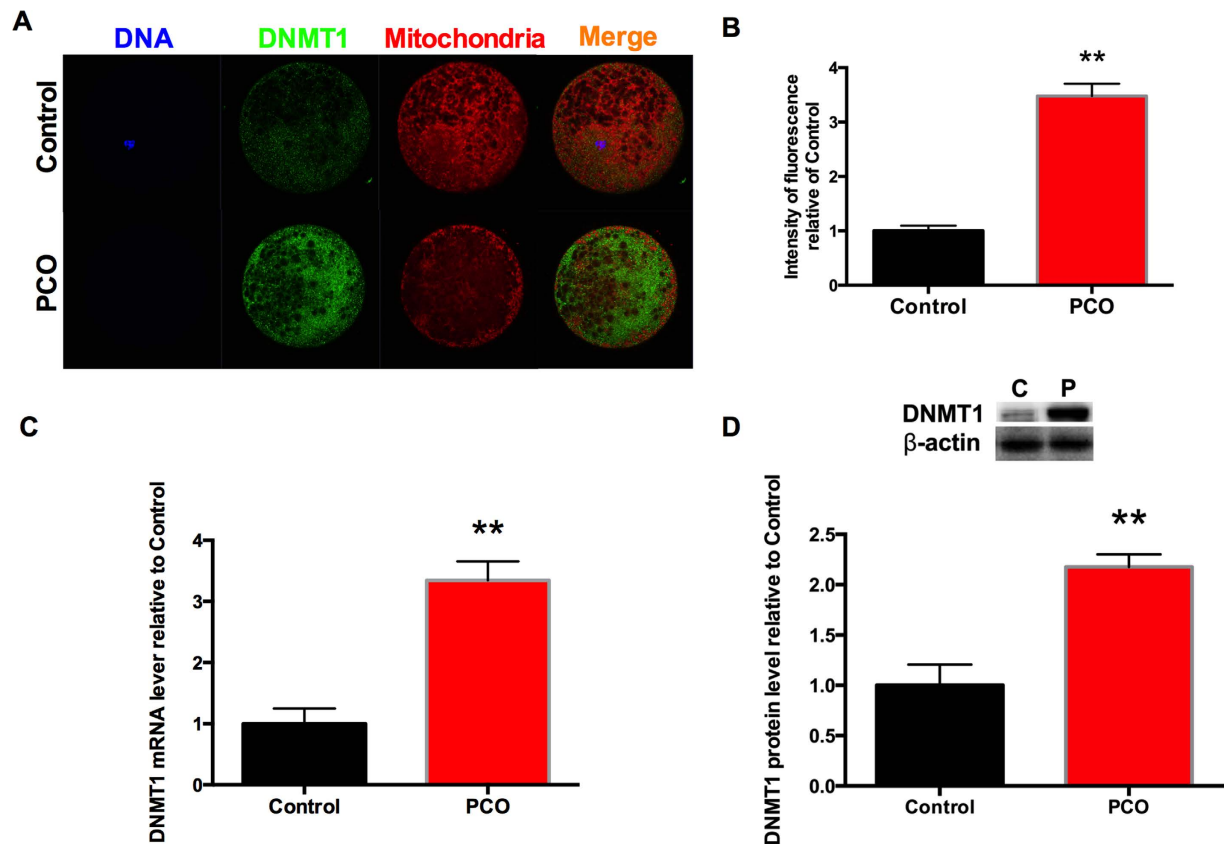 A
DNA DNMT1 Mitochondria Merge
Control
PCO
B
Intensity of fluorescence
relative of Control
4
3
2
1
0
**
Control PCO
C
DNMT1 mRNA lever relative to Control
4
3
2
1
0
**
Control PCO
D
C P
DNMT1
β-actin
DNMT1 protein level relative to Control
2.5
2.0
1.5
1.0
0.5
0.0
**
Control PCO